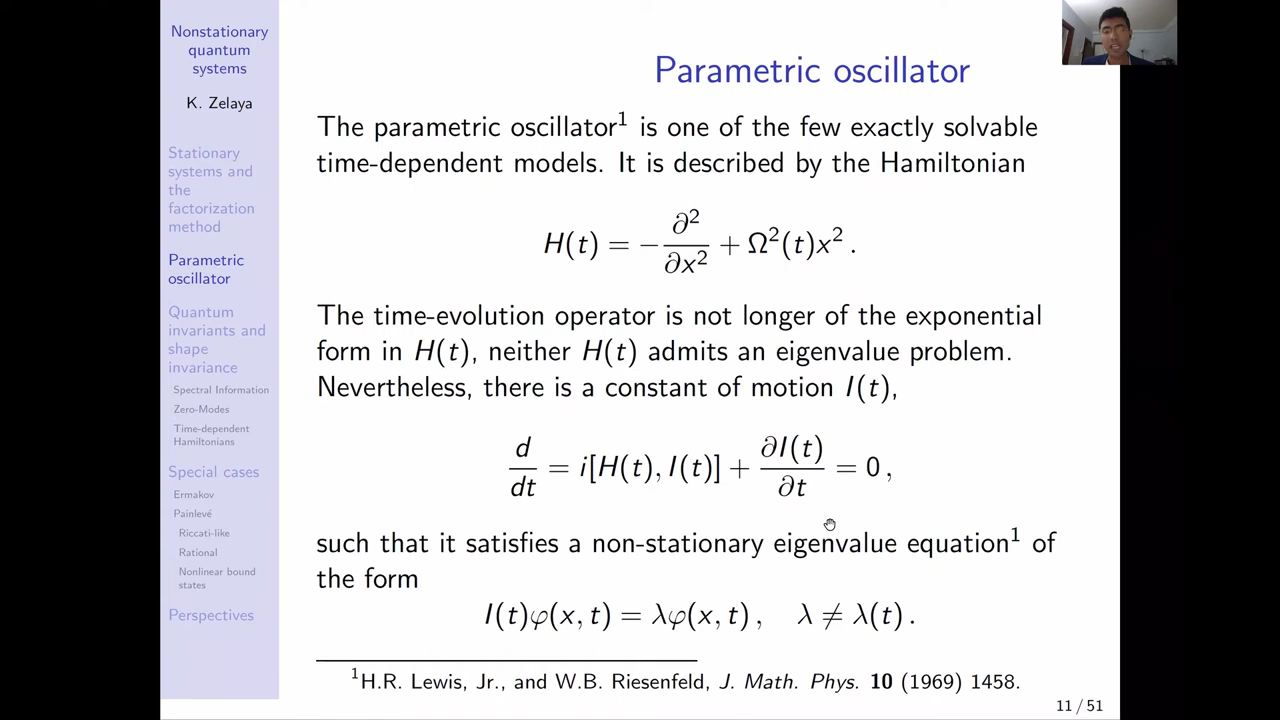 Nonstationary
quantum
systems
K. Zelaya
Stationary
systems and
the
factorization
method
Parametric
oscillator
Quantum
invariants and
shape
invariance
Spectral Information
Zero-Modes
Time-dependent
Hamiltonians
Special cases
Ermakov
Painlevé
Riccati-like
Rational
Nonlinear bound
states
Perspectives
Parametric oscillator
The parametric oscillator¹ is one of the few exactly solvable
time-dependent models. It is described by the Hamiltonian
H(t) = −∂²/∂x² + Ω²(t)x² .
The time-evolution operator is not longer of the exponential
form in H(t), neither H(t) admits an eigenvalue problem.
Nevertheless, there is a constant of motion I(t),
d/dt = i[H(t), I(t)] + ∂I(t)/∂t = 0 ,
such that it satisfies a non-stationary eigenvalue equation¹ of
the form
I(t)φ(x, t) = λφ(x, t) , λ ≠ λ(t) .
¹H.R. Lewis, Jr., and W.B. Riesenfeld, J. Math. Phys. 10 (1969) 1458.
11 / 51